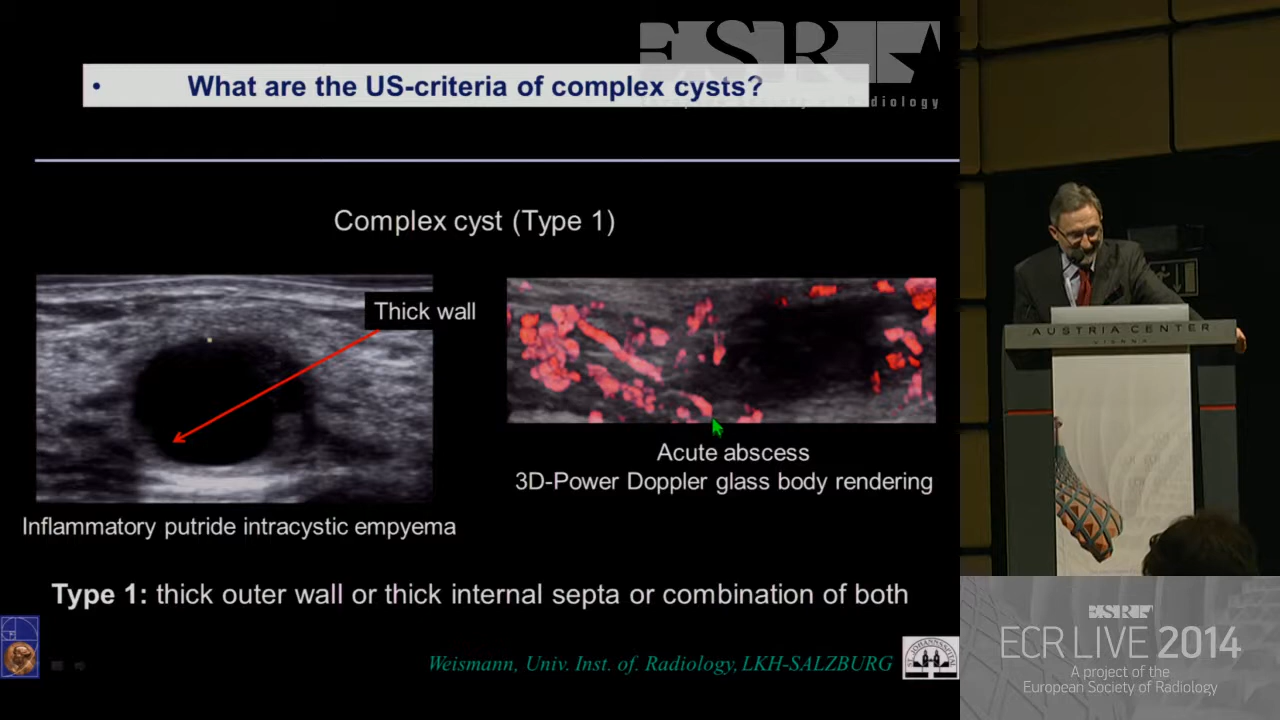 ESR
• What are the US-criteria of complex cysts?
Complex cyst (Type 1)
Thick wall
Acute abscess
3D-Power Doppler glass body rendering
Inflammatory putride intracystic empyema
Type 1: thick outer wall or thick internal septa or combination of both
Weismann, Univ. Inst. of. Radiology, LKH-SALZBURG
AUSTRIA CENTER
VIENNA
ESR
ECR LIVE 2014
A project of the
European Society of Radiology